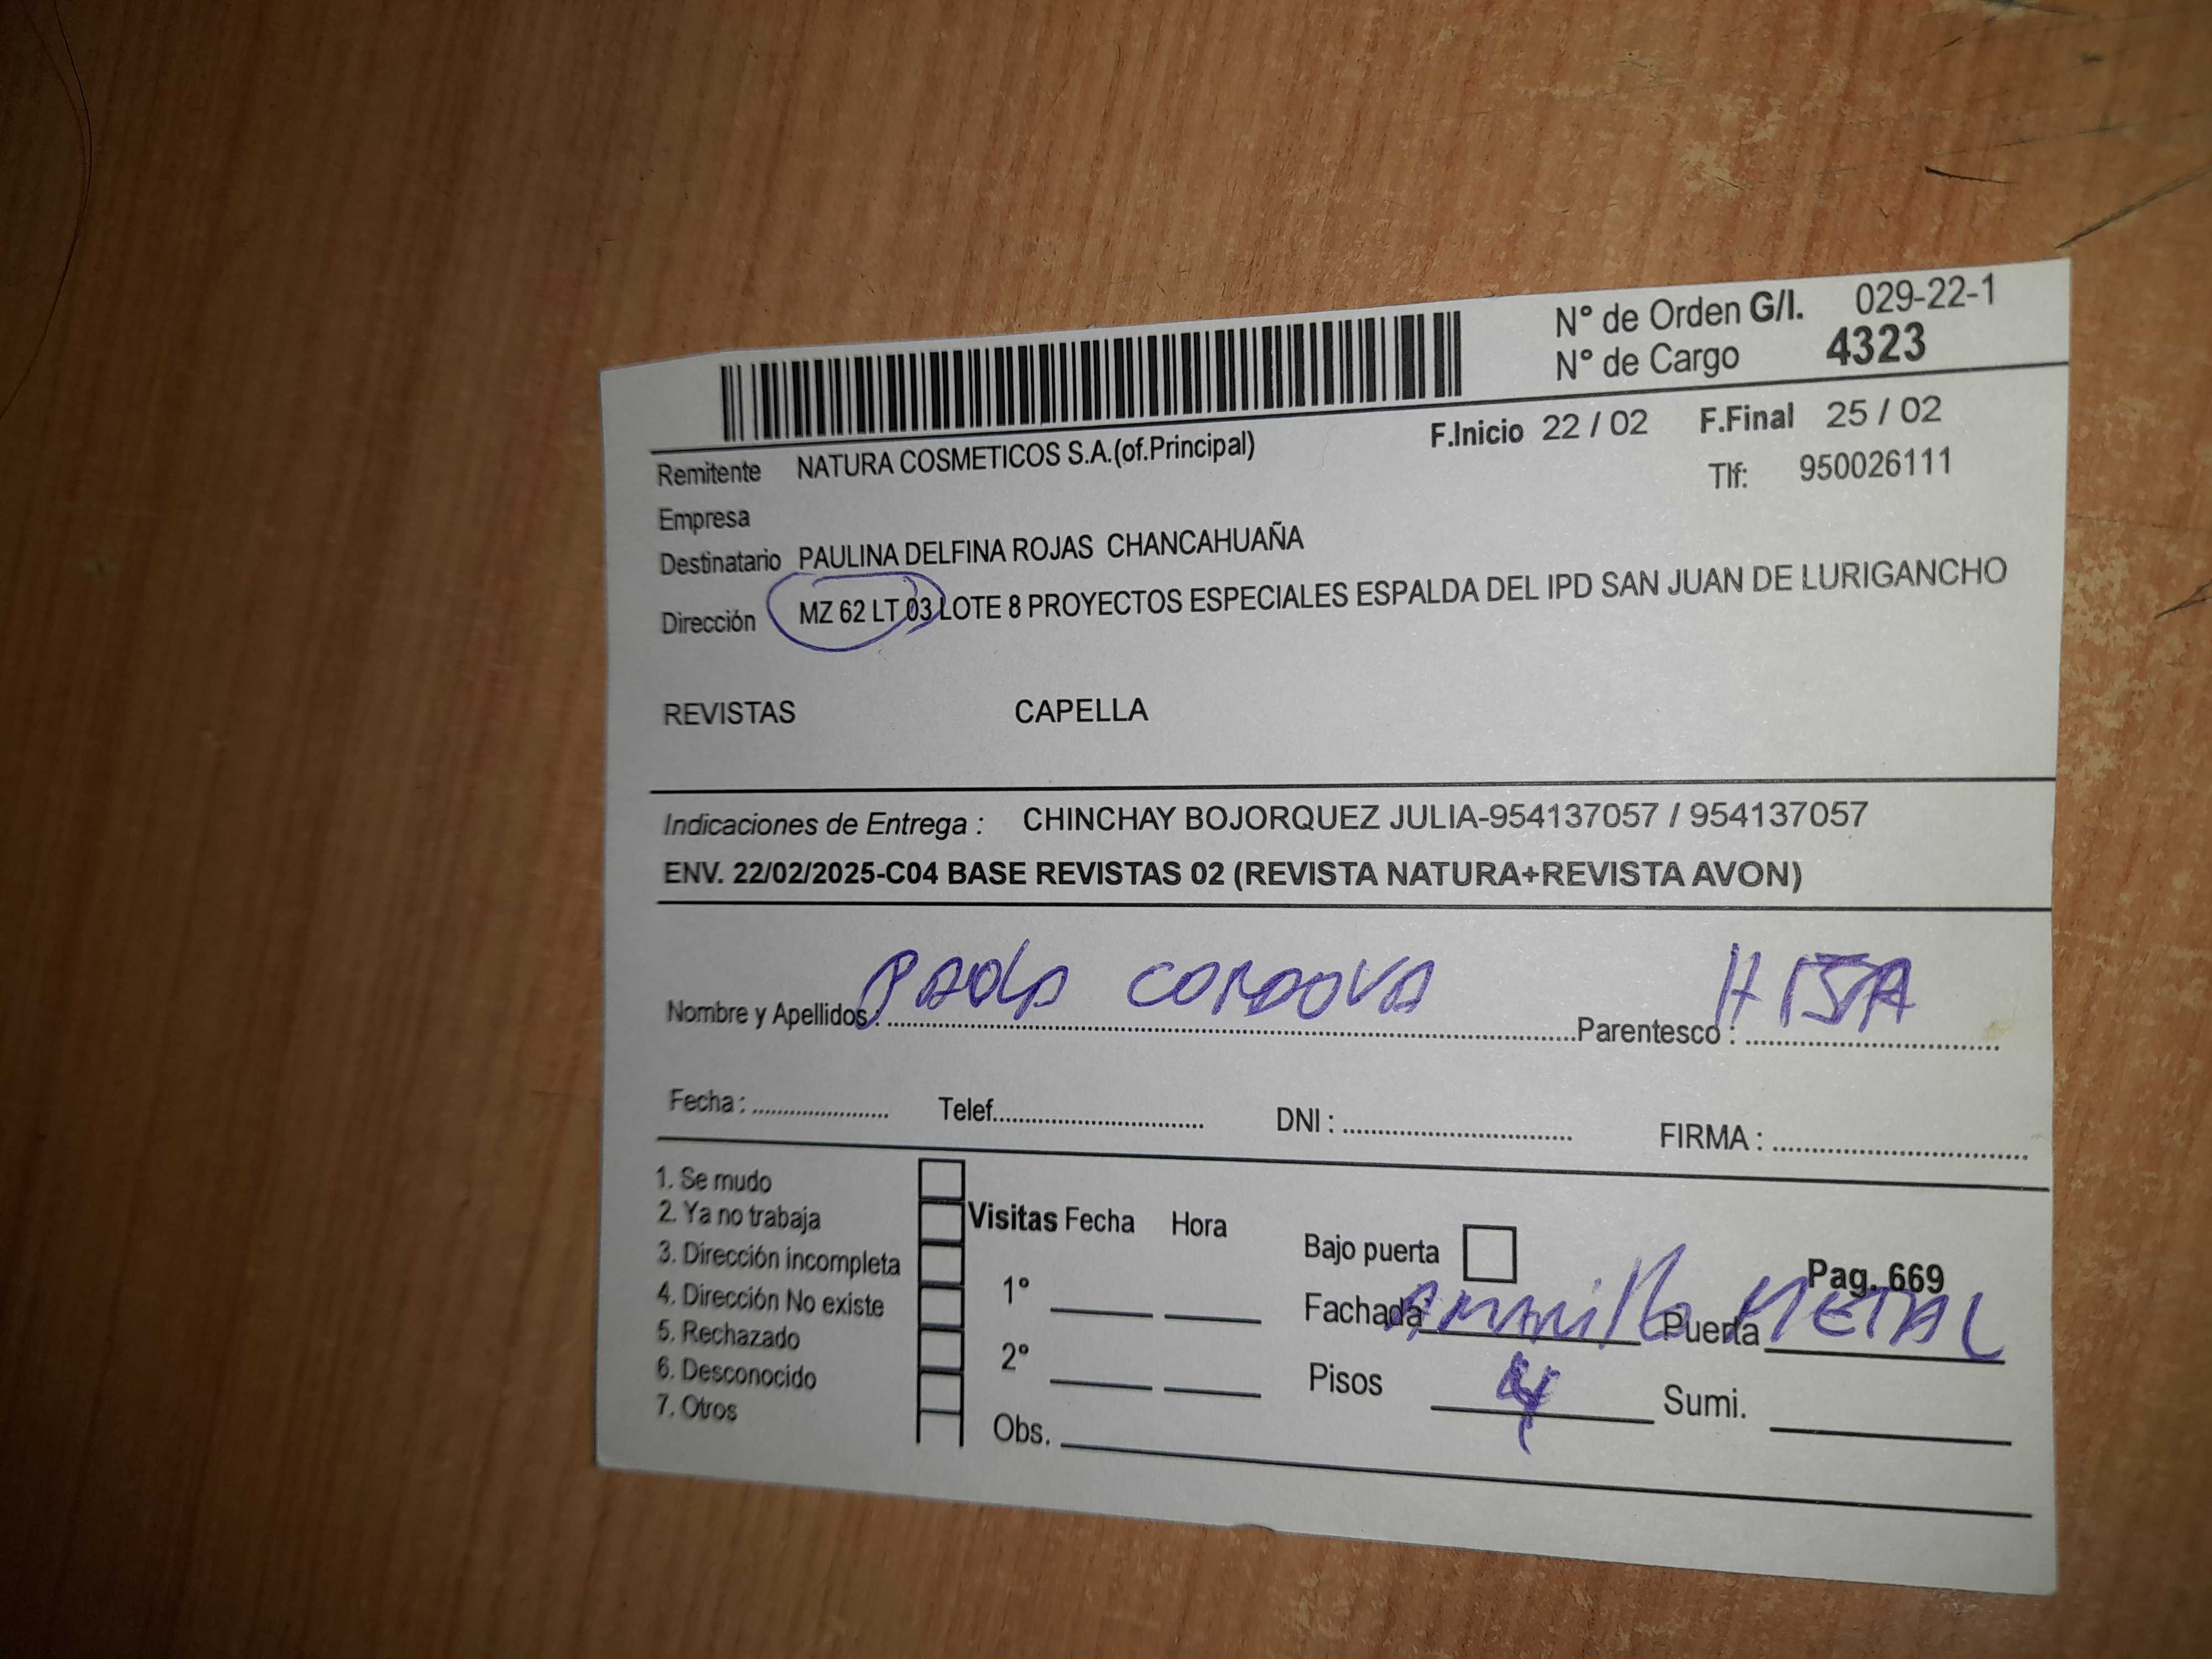 N° de Orden G/I. 029-22-1
N° de Cargo 4323
F.Inicio 22 / 02 F.Final 25 / 02
Remitente NATURA COSMETICOS S.A.(of.Principal)
Tlf: 950026111
Empresa
Destinatario PAULINA DELFINA ROJAS CHANCAHUAÑA
Dirección MZ 62 LT 03 LOTE 8 PROYECTOS ESPECIALES ESPALDA DEL IPD SAN JUAN DE LURIGANCHO
REVISTAS CAPELLA
Indicaciones de Entrega : CHINCHAY BOJORQUEZ JULIA-954137057 / 954137057
ENV. 22/02/2025-C04 BASE REVISTAS 02 (REVISTA NATURA+REVISTA AVON)
Nombre y Apellidos : PAOLA CORDOVA Parentesco : HIJA
Fecha : Telef. DNI : FIRMA :
1. Se mudo
2. Ya no trabaja
3. Dirección incompleta
4. Dirección No existe
5. Rechazado
6. Desconocido
7. Otros
Visitas Fecha Hora
1°
2°
Obs.
Bajo puerta
Pag. 669
Fachada AMARILLO Puerta METAL
Pisos 4 Sumi.